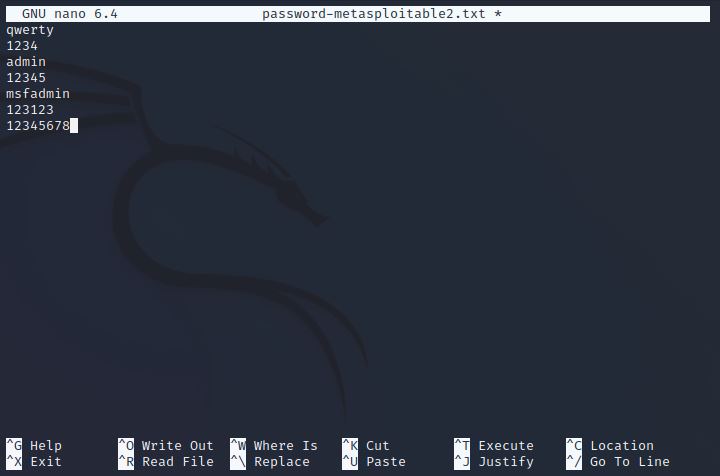 GNU nano 6.4 password-metasploitable2.txt *
qwerty
1234
admin
12345
msfadmin
123123
12345678
^G Help ^O Write Out ^W Where Is ^K Cut ^T Execute ^C Location
^X Exit ^R Read File ^\ Replace ^U Paste ^J Justify ^/ Go To Line